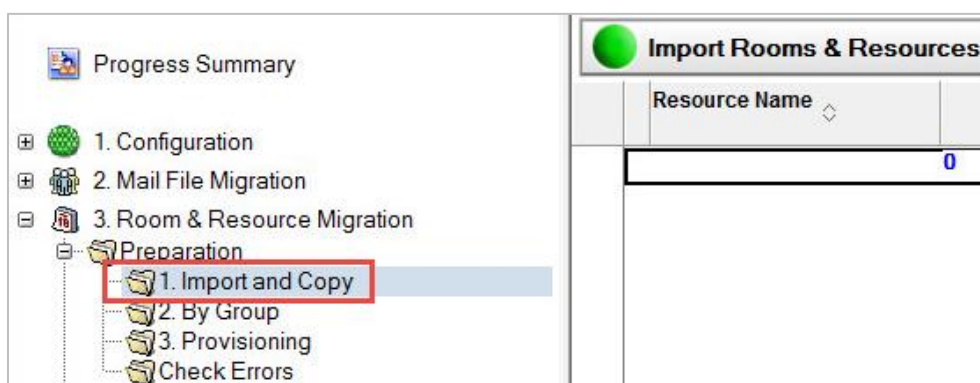 Progress Summary
1. Configuration
2. Mail File Migration
3. Room & Resource Migration
Preparation
1. Import and Copy
2. By Group
3. Provisioning
Check Errors
Import Rooms & Resources
Resource Name
0